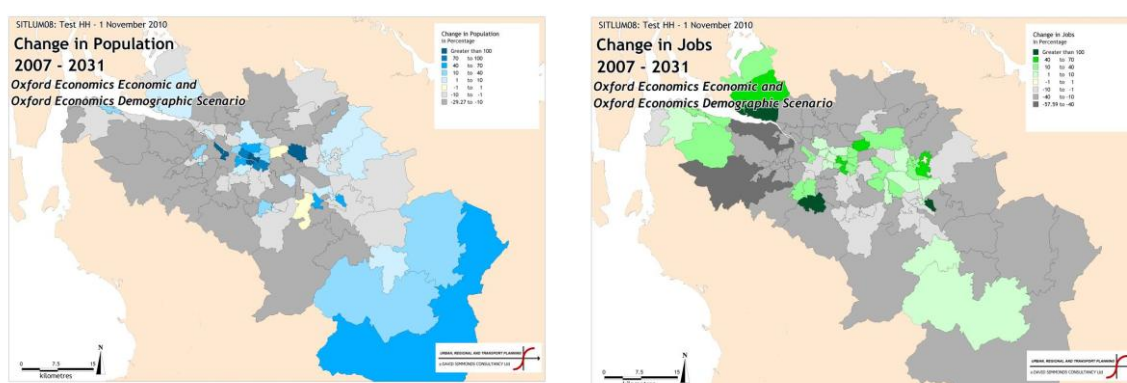 SITLUM08: Test HH - 1 November 2010
Change in Population
2007 - 2031
Oxford Economics Economic and
Oxford Economics Demographic Scenario
Change in Population
in Percentage
Greater than 100
70 to 100
40 to 70
10 to 40
1 to 10
-1 to 1
-10 to -1
-29.27 to -10
0 7.5 15
kilometres
N
URBAN, REGIONAL AND TRANSPORT PLANNING
DAVID SIMMONDS CONSULTANCY Ltd
SITLUM08: Test HH - 1 November 2010
Change in Jobs
2007 - 2031
Oxford Economics Economic and
Oxford Economics Demographic Scenario
Change in Jobs
in Percentage
Greater than 100
40 to 70
10 to 40
1 to 10
-1 to 1
-10 to -1
-40 to -10
-57.59 to -40
0 7.5 15
N
URBAN, REGIONAL AND TRANSPORT PLANNING
DAVID SIMMONDS CONSULTANCY Ltd